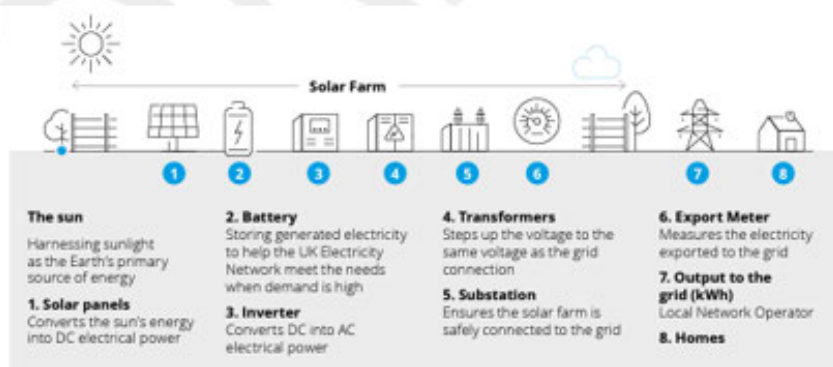 Solar Farm
1
2
3
4
5
6
7
8
The sun
Harnessing sunlight
as the Earth's primary
source of energy
1. Solar panels
Converts the sun's energy
into DC electrical power
2. Battery
Storing generated electricity
to help the UK Electricity
Network meet the needs
when demand is high
3. Inverter
Converts DC into AC
electrical power
4. Transformers
Steps up the voltage to the
same voltage as the grid
connection
5. Substation
Ensures the solar farm is
safely connected to the grid
6. Export Meter
Measures the electricity
exported to the grid
7. Output to the
grid (kWh)
Local Network Operator
8. Homes